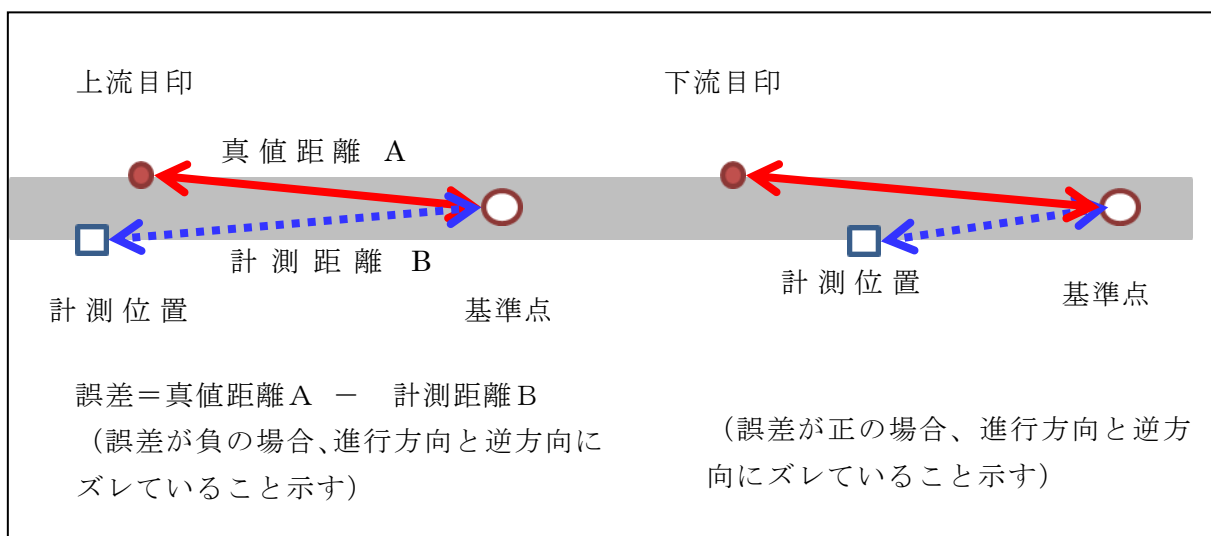 上流目印
真値距離 A
計測距離 B
計測位置
基準点
誤差＝真値距離A － 計測距離B
（誤差が負の場合、進行方向と逆方向に
ズレていること示す）
下流目印
計測位置
基準点
（誤差が正の場合、進行方向と逆方
向にズレていること示す）